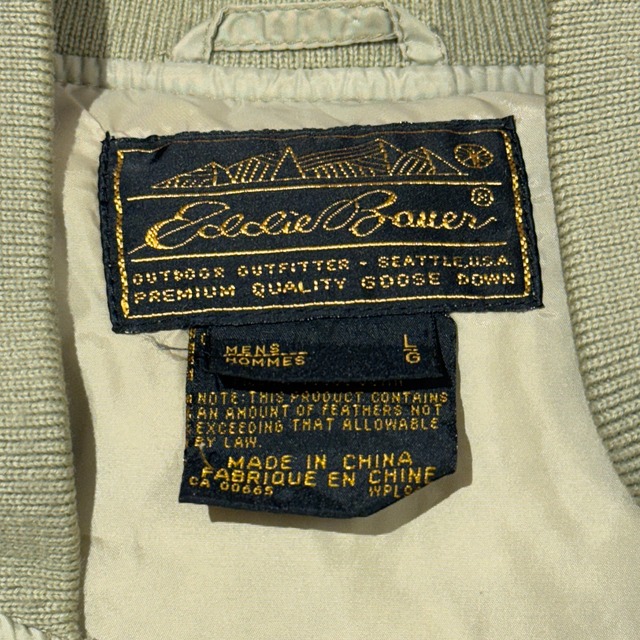 Eddie Bauer®
OUTDOOR OUTFITTER - SEATTLE, U.S.A.
PREMIUM QUALITY GOOSE DOWN
MENS L
HOMMES G
NOTE: THIS PRODUCT CONTAINS
AN AMOUNT OF FEATHERS NOT
EXCEEDING THAT ALLOWABLE
BY LAW.
MADE IN CHINA
FABRIQUE EN CHINE
CA 00665